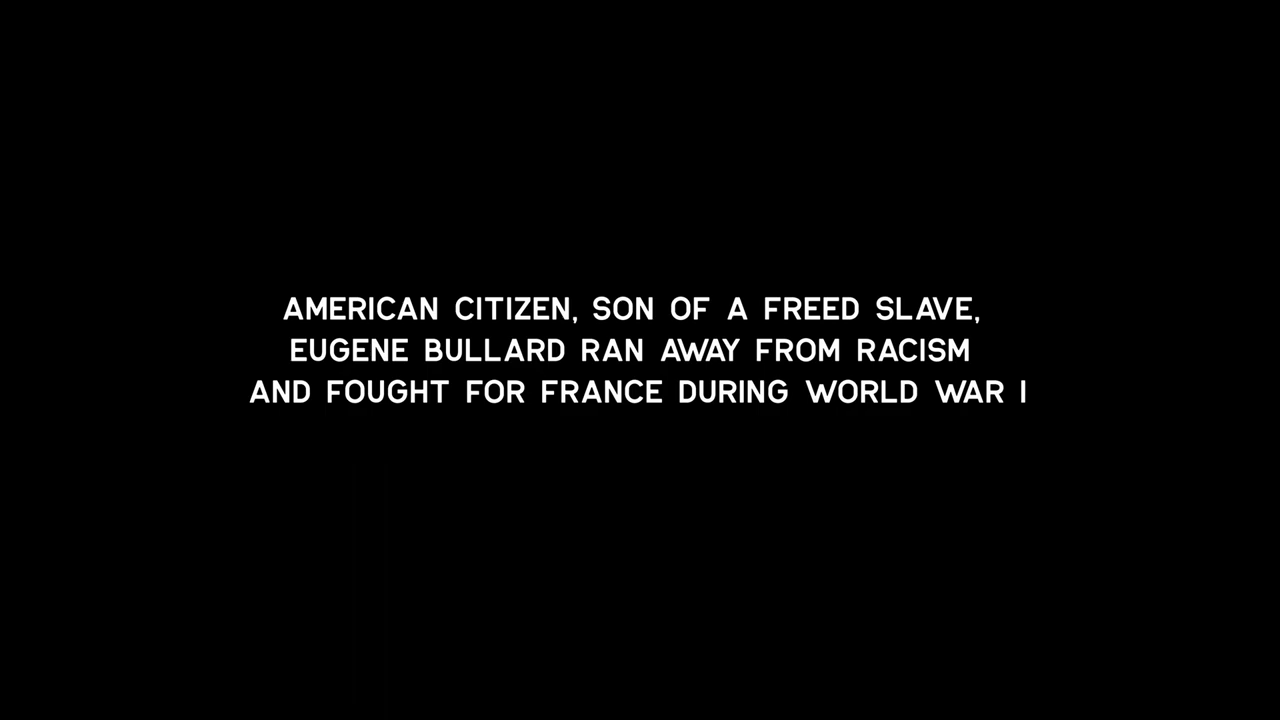 AMERICAN CITIZEN, SON OF A FREED SLAVE,
EUGENE BULLARD RAN AWAY FROM RACISM
AND FOUGHT FOR FRANCE DURING WORLD WAR I